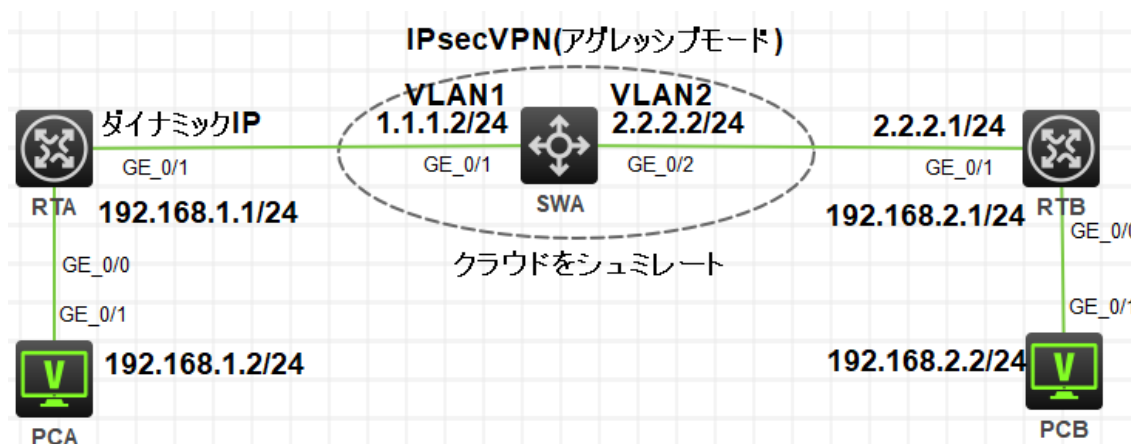 IPsecVPN(アグレッシブモード)
VLAN1
VLAN2
ダイナミックIP
1.1.1.2/24
2.2.2.2/24
2.2.2.1/24
GE_0/1
GE_0/1
GE_0/2
GE_0/1
RTA
SWA
RTB
192.168.1.1/24
192.168.2.1/24
GE_0/0
クラウドをシュミレート
GE_0/0
GE_0/1
GE_0/1
V
192.168.1.2/24
192.168.2.2/24
V
PCA
PCB